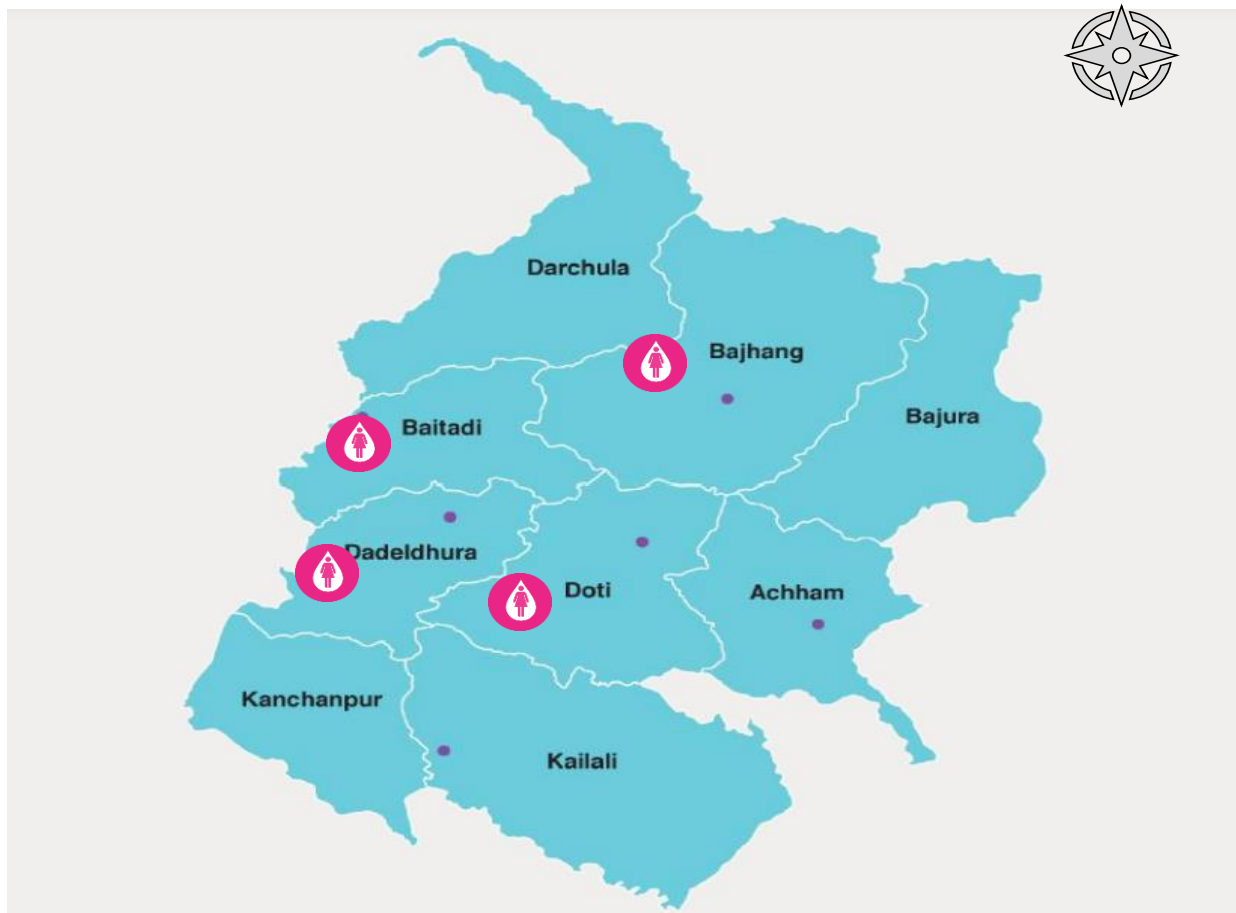 Darchula
Bajhang
Bajura
Baitadi
Dadeldhura
Doti
Achham
Kanchanpur
Kailali